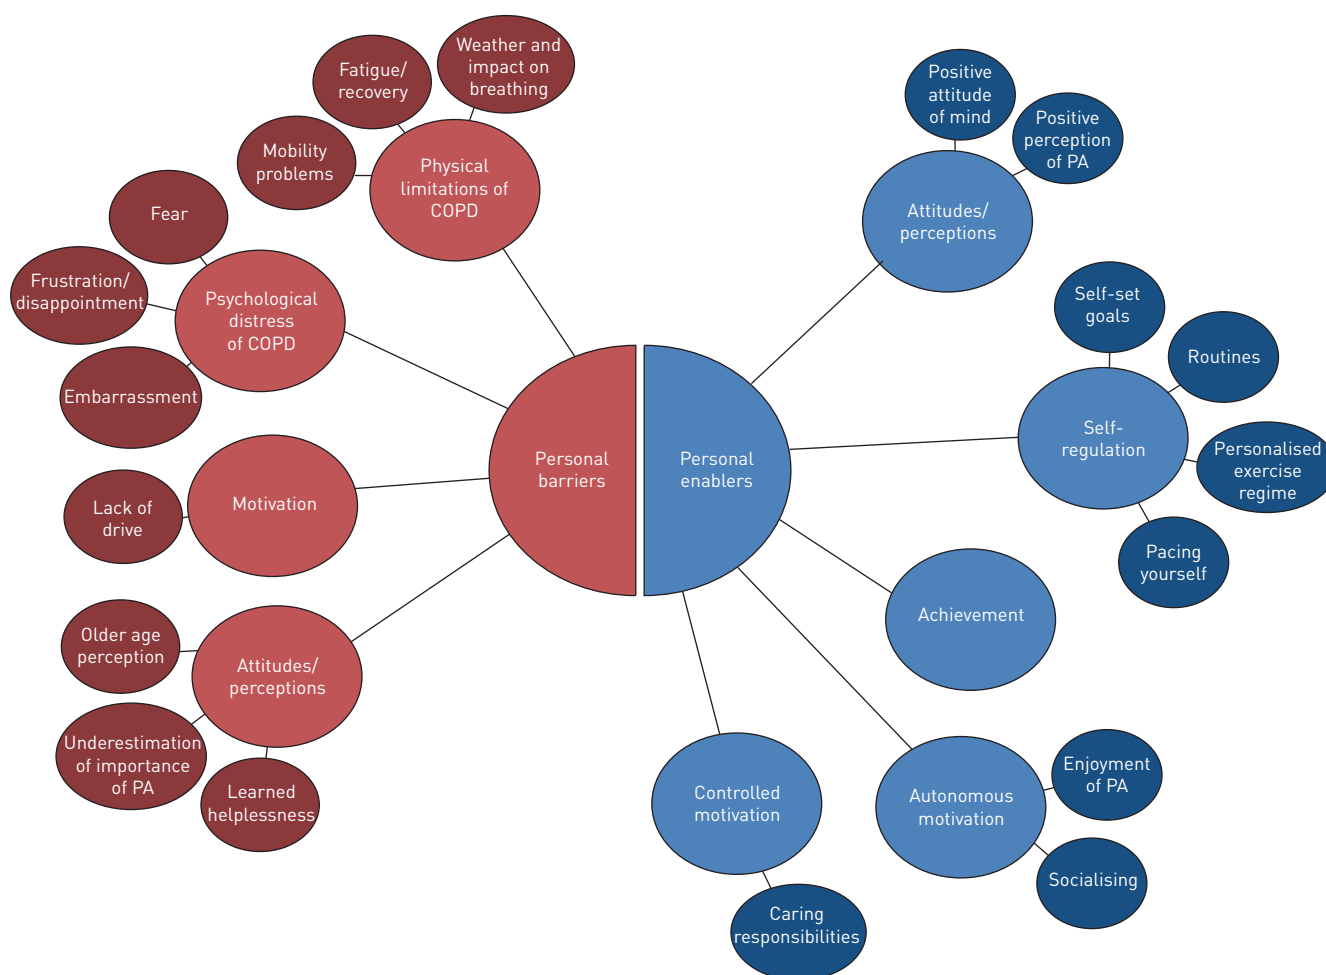 Weather and
impact on
breathing
Fatigue/
recovery
Mobility
problems
Physical
limitations of
COPD
Fear
Frustration/
disappointment
Embarrassment
Psychological
distress
of COPD
Lack of
drive
Motivation
Older age
perception
Underestimation
of importance
of PA
Learned
helplessness
Attitudes/
perceptions
Personal
barriers
Personal
enablers
Positive
attitude
of mind
Positive
perception
of PA
Attitudes/
perceptions
Self-set
goals
Routines
Self-
regulation
Personalised
exercise
regime
Pacing
yourself
Achievement
Autonomous
motivation
Enjoyment
of PA
Socialising
Controlled
motivation
Caring
responsibilities